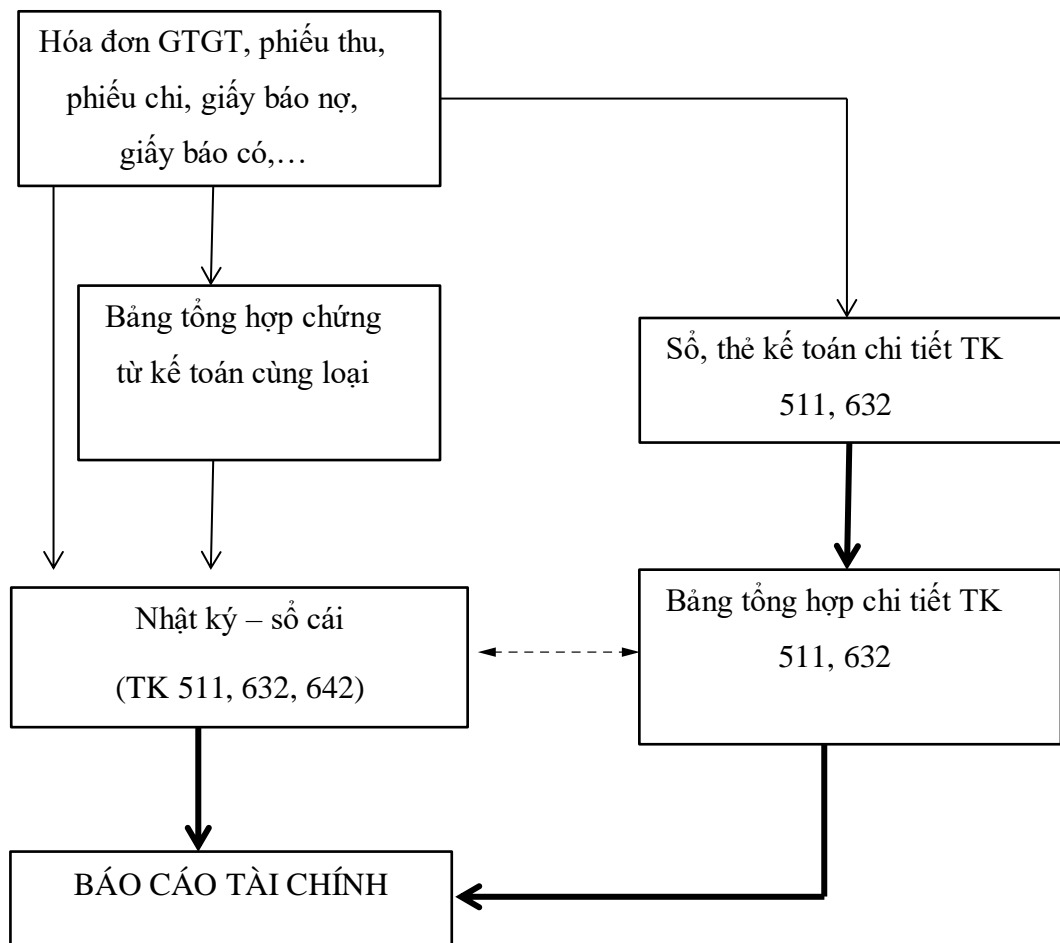 Hóa đơn GTGT, phiếu thu,
phiếu chi, giấy báo nợ,
giấy báo có,…
Bảng tổng hợp chứng
từ kế toán cùng loại
Sổ, thẻ kế toán chi tiết TK
511, 632
Nhật ký – sổ cái
(TK 511, 632, 642)
Bảng tổng hợp chi tiết TK
511, 632
BÁO CÁO TÀI CHÍNH